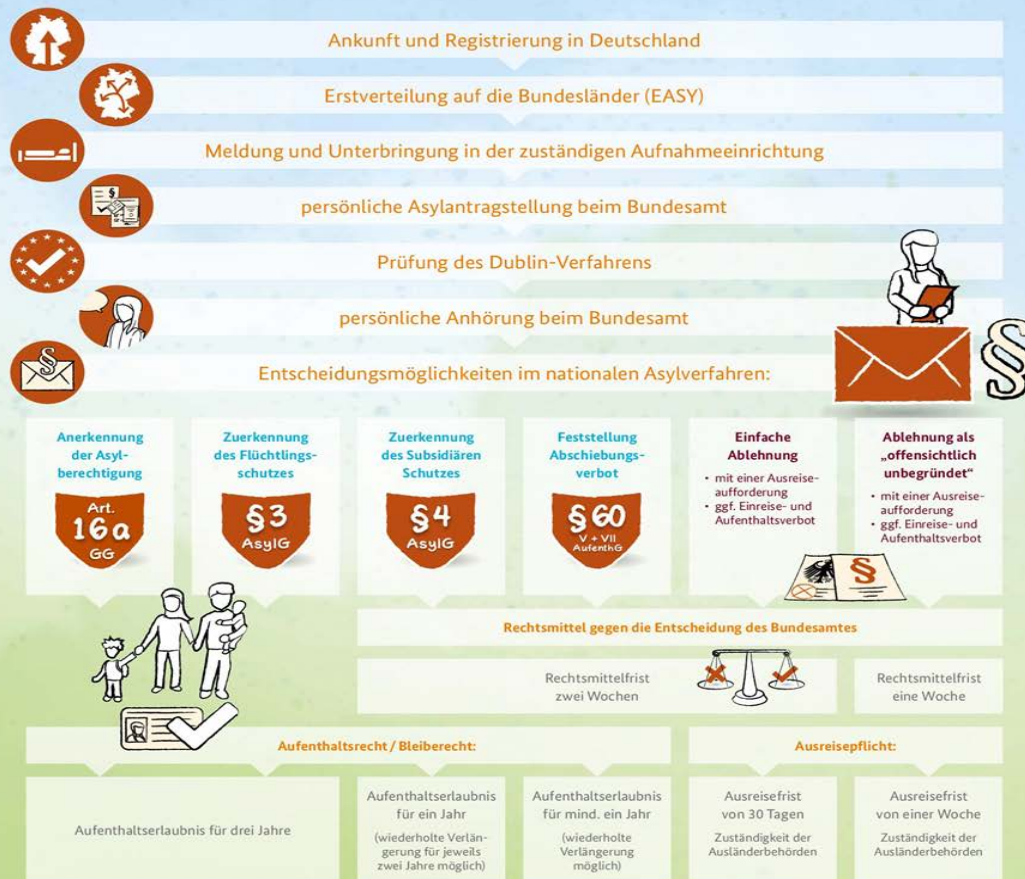 Ankunft und Registrierung in Deutschland
Erstverteilung auf die Bundesländer (EASY)
Meldung und Unterbringung in der zuständigen Aufnahmeeinrichtung
persönliche Asylantragstellung beim Bundesamt
§
Prüfung des Dublin-Verfahrens
persönliche Anhörung beim Bundesamt
§
Entscheidungsmöglichkeiten im nationalen Asylverfahren:
§
Anerkennung
der Asyl-
berechtigung
Art.
16a
GG
Zuerkennung
des Flüchtlings-
schutzes
§ 3
AsylG
Zuerkennung
des Subsidiären
Schutzes
§ 4
AsylG
Feststellung
Abschiebungs-
verbot
§ 60
V + VII
AufenthG
Einfache
Ablehnung
• mit einer Ausreise-
aufforderung
• ggf. Einreise- und
Aufenthaltsverbot
Ablehnung als
„offensichtlich
unbegründet“
• mit einer Ausreise-
aufforderung
• ggf. Einreise- und
Aufenthaltsverbot
§
Rechtsmittel gegen die Entscheidung des Bundesamtes
Rechtsmittelfrist
zwei Wochen
Rechtsmittelfrist
eine Woche
Aufenthaltsrecht / Bleiberecht:
Ausreisepflicht:
Aufenthaltserlaubnis für drei Jahre
Aufenthaltserlaubnis
für ein Jahr
(wiederholte Verlän-
gerung für jeweils
zwei Jahre möglich)
Aufenthaltserlaubnis
für mind. ein Jahr
(wiederholte
Verlängerung
möglich)
Ausreisefrist
von 30 Tagen
Zuständigkeit der
Ausländerbehörden
Ausreisefrist
von einer Woche
Zuständigkeit der
Ausländerbehörden